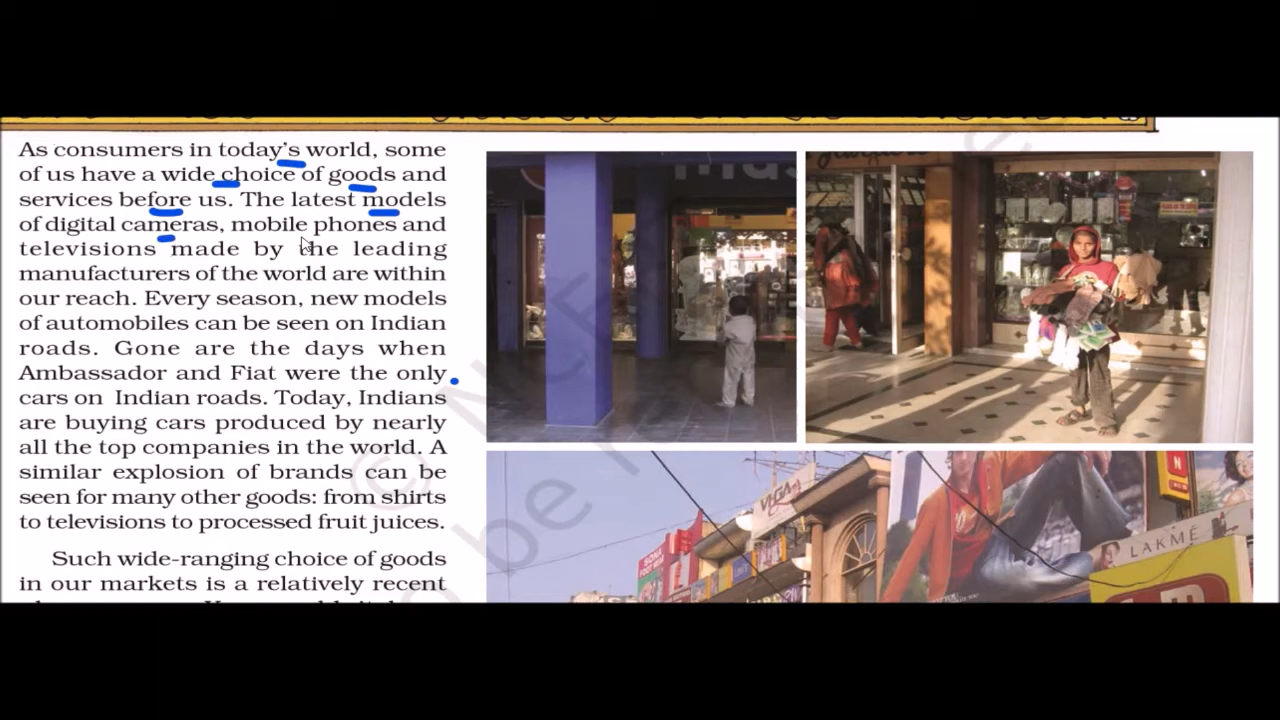 As consumers in today's world, some
of us have a wide choice of goods and
services before us. The latest models
of digital cameras, mobile phones and
televisions made by the leading
manufacturers of the world are within
our reach. Every season, new models
of automobiles can be seen on Indian
roads. Gone are the days when
Ambassador and Fiat were the only
cars on Indian roads. Today, Indians
are buying cars produced by nearly
all the top companies in the world. A
similar explosion of brands can be
seen for many other goods: from shirts
to televisions to processed fruit juices.
Such wide-ranging choice of goods
in our markets is a relatively recent
VEGA
SONA
LAKMÉ
N